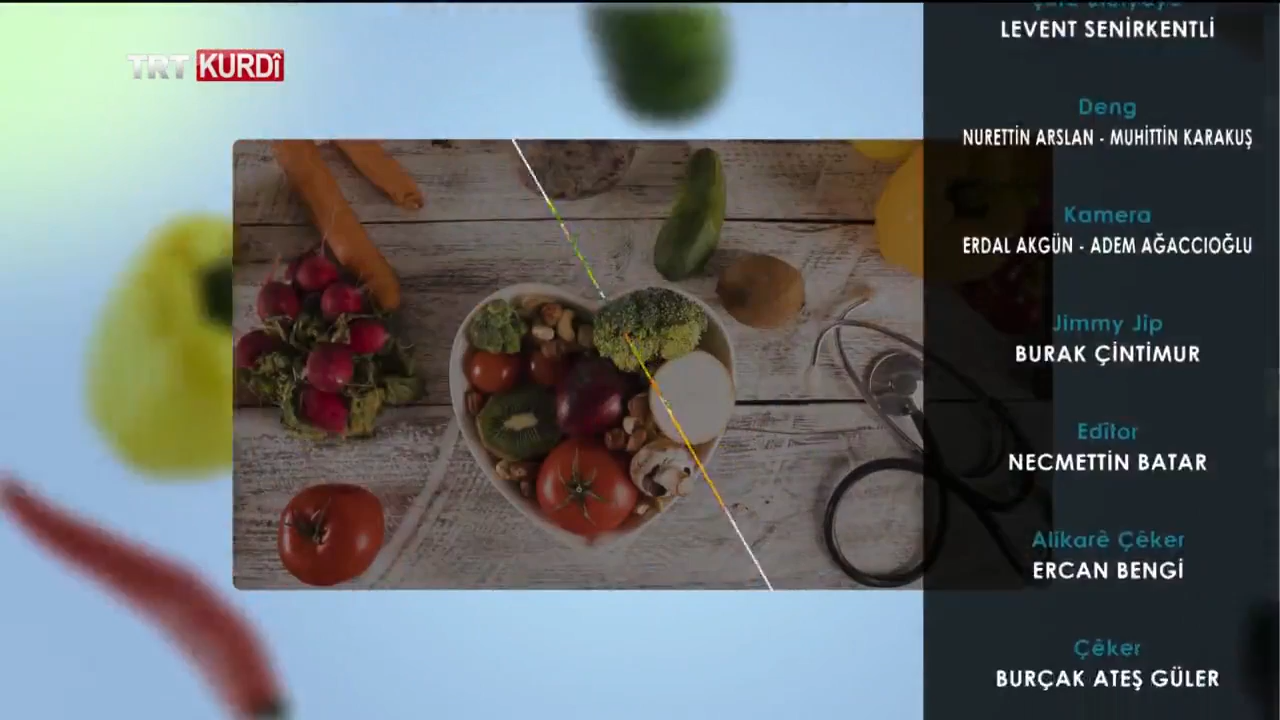 TRT KURDÎ
LEVENT SENİRKENTLİ
Deng
NURETTİN ARSLAN - MUHİTTİN KARAKUŞ
Kamera
ERDAL AKGÜN - ADEM AĞACCIOĞLU
Jimmy Jip
BURAK ÇİNTİMUR
Edîtor
NECMETTİN BATAR
Alîkarê Çêker
ERCAN BENGİ
Çêker
BURÇAK ATEŞ GÜLER